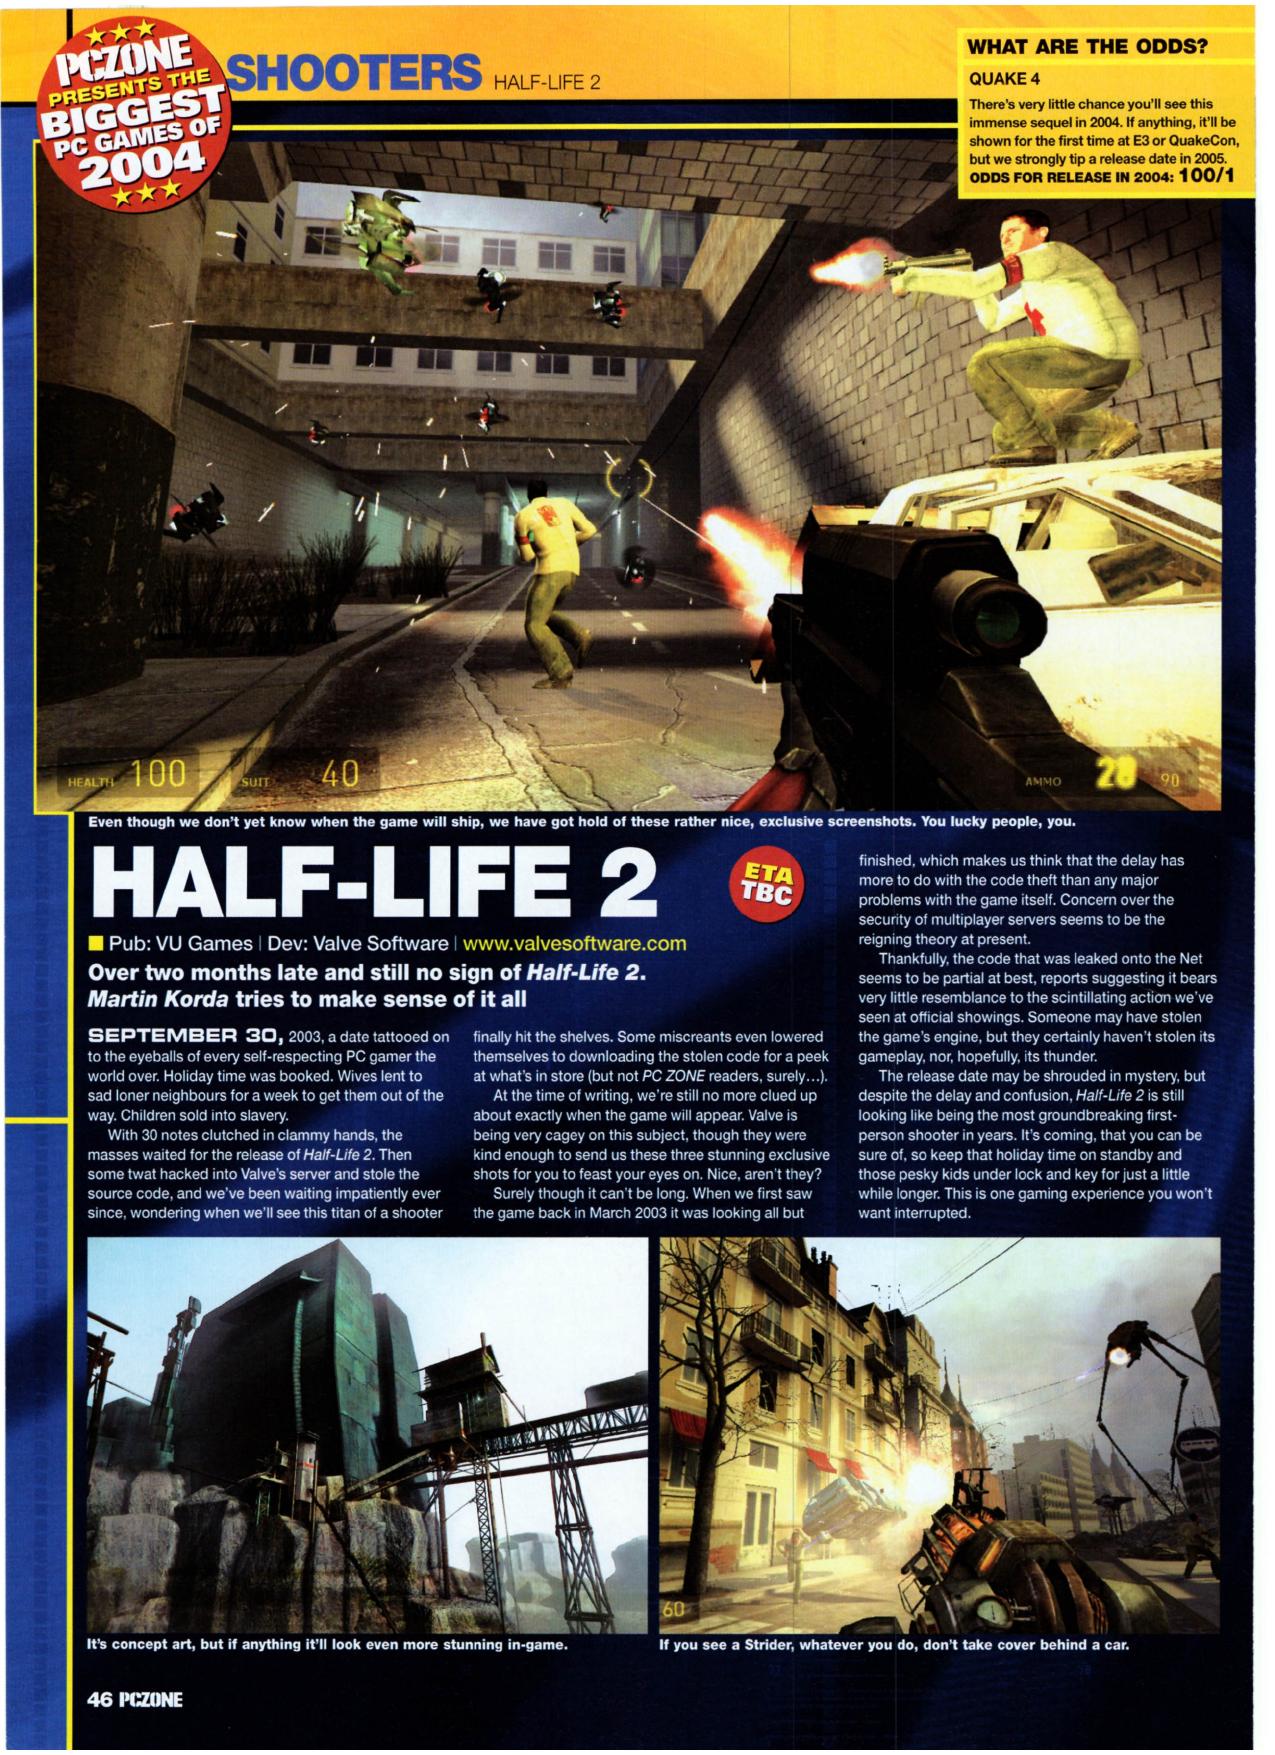 PCZONE
PRESENTS THE
BIGGEST
PC GAMES OF
2004
SHOOTERS HALF-LIFE 2
WHAT ARE THE ODDS?
QUAKE 4
There's very little chance you'll see this
immense sequel in 2004. If anything, it'll be
shown for the first time at E3 or QuakeCon,
but we strongly tip a release date in 2005.
ODDS FOR RELEASE IN 2004: 100/1
HEALTH 100
SUIT 40
AMMO 28 90
Even though we don't yet know when the game will ship, we have got hold of these rather nice, exclusive screenshots. You lucky people, you.
HALF-LIFE 2
ETA
TBC
Pub: VU Games | Dev: Valve Software | www.valvesoftware.com
Over two months late and still no sign of Half-Life 2.
Martin Korda tries to make sense of it all
SEPTEMBER 30, 2003, a date tattooed on
to the eyeballs of every self-respecting PC gamer the
world over. Holiday time was booked. Wives lent to
sad loner neighbours for a week to get them out of the
way. Children sold into slavery.
With 30 notes clutched in clammy hands, the
masses waited for the release of Half-Life 2. Then
some twat hacked into Valve's server and stole the
source code, and we've been waiting impatiently ever
since, wondering when we'll see this titan of a shooter
finally hit the shelves. Some miscreants even lowered
themselves to downloading the stolen code for a peek
at what's in store (but not PC ZONE readers, surely...).
At the time of writing, we're still no more clued up
about exactly when the game will appear. Valve is
being very cagey on this subject, though they were
kind enough to send us these three stunning exclusive
shots for you to feast your eyes on. Nice, aren't they?
Surely though it can't be long. When we first saw
the game back in March 2003 it was looking all but
finished, which makes us think that the delay has
more to do with the code theft than any major
problems with the game itself. Concern over the
security of multiplayer servers seems to be the
reigning theory at present.
Thankfully, the code that was leaked onto the Net
seems to be partial at best, reports suggesting it bears
very little resemblance to the scintillating action we've
seen at official showings. Someone may have stolen
the game's engine, but they certainly haven't stolen its
gameplay, nor, hopefully, its thunder.
The release date may be shrouded in mystery, but
despite the delay and confusion, Half-Life 2 is still
looking like being the most groundbreaking first-
person shooter in years. It's coming, that you can be
sure of, so keep that holiday time on standby and
those pesky kids under lock and key for just a little
while longer. This is one gaming experience you won't
want interrupted.
60
It's concept art, but if anything it'll look even more stunning in-game.
If you see a Strider, whatever you do, don't take cover behind a car.
46 PCZONE